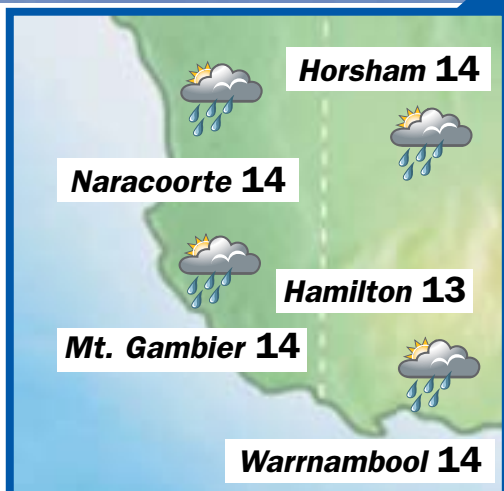 Horsham 14
Naracoorte 14
Hamilton 13
Mt. Gambier 14
Warrnambool 14